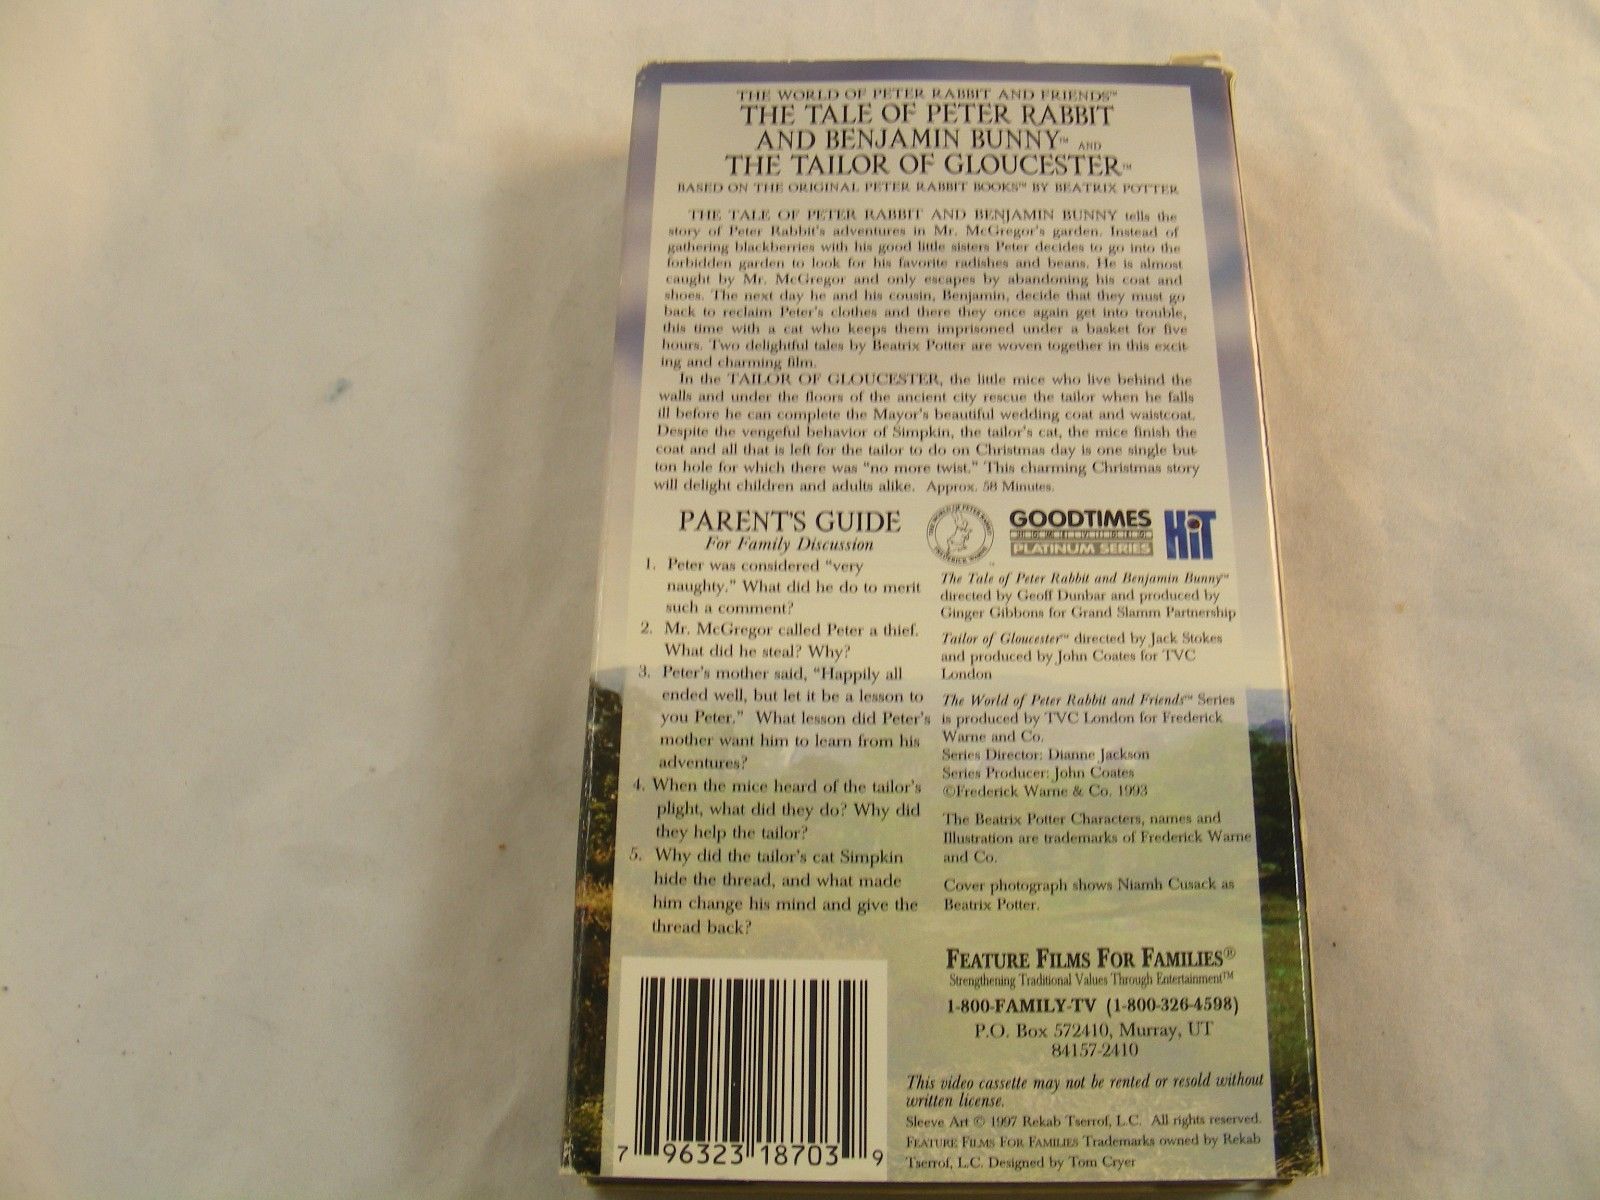 THE WORLD OF PETER RABBIT AND FRIENDS™
THE TALE OF PETER RABBIT
AND BENJAMIN BUNNY™ AND
THE TAILOR OF GLOUCESTER™
BASED ON THE ORIGINAL PETER RABBIT BOOKS™ BY BEATRIX POTTER
THE TALE OF PETER RABBIT AND BENJAMIN BUNNY tells the
story of Peter Rabbit's adventures in Mr. McGregor's garden. Instead of
gathering blackberries with his good little sisters Peter decides to go into the
forbidden garden to look for his favorite radishes and beans. He is almost
caught by Mr. McGregor and only escapes by abandoning his coat and
shoes. The next day he and his cousin, Benjamin, decide that they must go
back to reclaim Peter's clothes and there they once again get into trouble,
this time with a cat who keeps them imprisoned under a basket for five
hours. Two delightful tales by Beatrix Potter are woven together in this excit-
ing and charming film.
In the TAILOR OF GLOUCESTER, the little mice who live behind the
walls and under the floors of the ancient city rescue the tailor when he falls
ill before he can complete the Mayor's beautiful wedding coat and waistcoat.
Despite the vengeful behavior of Simpkin, the tailor's cat, the mice finish the
coat and all that is left for the tailor to do on Christmas day is one single but-
ton hole for which there was "no more twist." This charming Christmas story
will delight children and adults alike. Approx. 58 Minutes.
PARENT'S GUIDE
For Family Discussion
1. Peter was considered "very
naughty." What did he do to merit
such a comment?
2. Mr. McGregor called Peter a thief.
What did he steal? Why?
3. Peter's mother said, "Happily all
ended well, but let it be a lesson to
you Peter." What lesson did Peter's
mother want him to learn from his
adventures?
4. When the mice heard of the tailor's
plight, what did they do? Why did
they help the tailor?
5. Why did the tailor's cat Simpkin
hide the thread, and what made
him change his mind and give the
thread back?
THE WORLD OF PETER RABBIT
FREDERICK WARNE
GOODTIMES
HOME VIDEO
PLATINUM SERIES
HiT
The Tale of Peter Rabbit and Benjamin Bunny™
directed by Geoff Dunbar and produced by
Ginger Gibbons for Grand Slamm Partnership
Tailor of Gloucester™ directed by Jack Stokes
and produced by John Coates for TVC
London
The World of Peter Rabbit and Friends™ Series
is produced by TVC London for Frederick
Warne and Co.
Series Director: Dianne Jackson
Series Producer: John Coates
©Frederick Warne & Co. 1993
The Beatrix Potter Characters, names and
Illustration are trademarks of Frederick Warne
and Co.
Cover photograph shows Niamh Cusack as
Beatrix Potter.
FEATURE FILMS FOR FAMILIES®
Strengthening Traditional Values Through Entertainment™
1-800-FAMILY-TV (1-800-326-4598)
P.O. Box 572410, Murray, UT
84157-2410
This video cassette may not be rented or resold without
written license.
Sleeve Art © 1997 Rekab Tserrof, L.C. All rights reserved.
FEATURE FILMS FOR FAMILIES Trademarks owned by Rekab
Tserrof, L.C. Designed by Tom Cryer
7 96323 18703 9